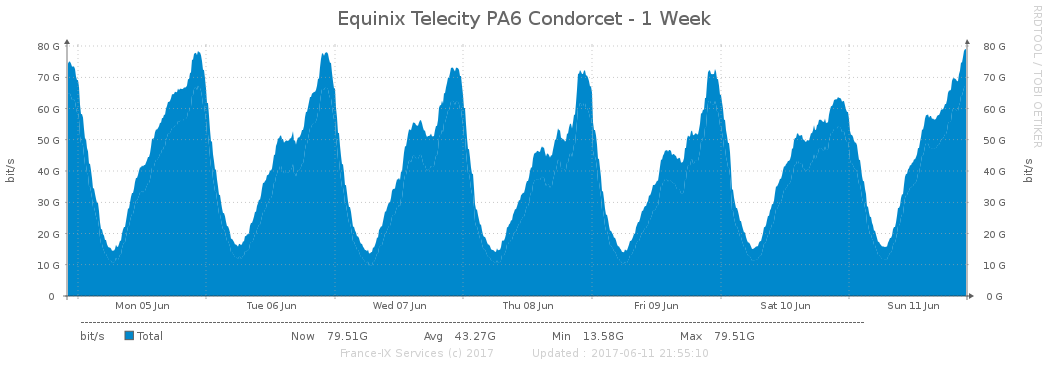 Equinix Telecity PA6 Condorcet - 1 Week
RRDTOOL / TOBI OETIKER
80 G 80 G
70 G 70 G
60 G 60 G
50 G 50 G
40 G 40 G
30 G 30 G
20 G 20 G
10 G 10 G
0 0 G
bit/s bit/s
Mon 05 Jun Tue 06 Jun Wed 07 Jun Thu 08 Jun Fri 09 Jun Sat 10 Jun Sun 11 Jun
bit/s Total Now 79.51G Avg 43.27G Min 13.58G Max 79.51G
France-IX Services (c) 2017 Updated : 2017-06-11 21:55:10